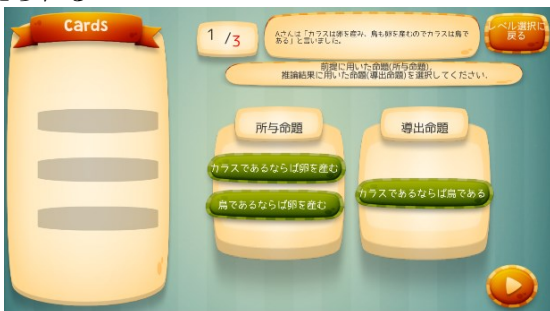 Cards
1 /3
Aさんは「カラスは卵を産み、鳥も卵を産むのでカラスは鳥で
ある」と言いました。
レベル選択に
戻る
前提に用いた命題(所与命題),
推論結果に用いた命題(導出命題)を選択してください.
所与命題
導出命題
カラスであるならば卵を産む
鳥であるならば卵を産む
カラスであるならば鳥である